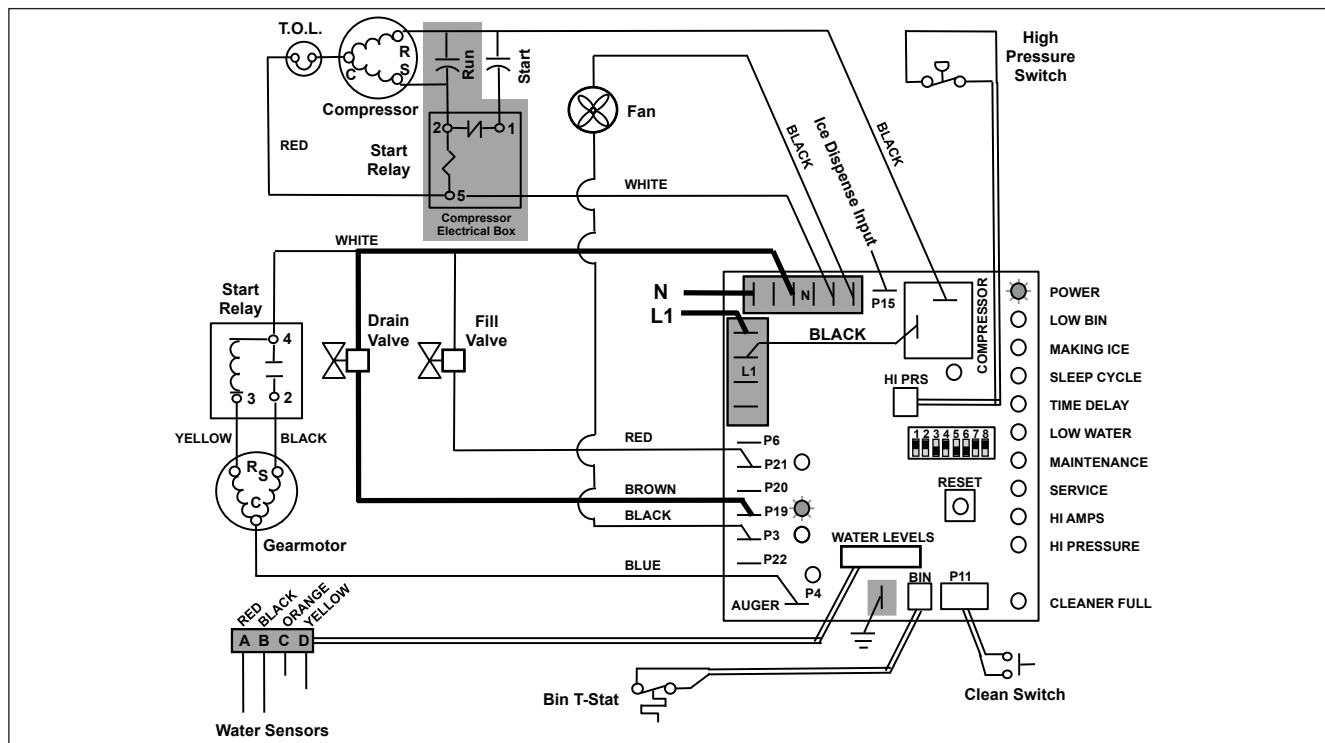 T.O.L.
Compressor
R
S
C
Run
Start
High
Pressure
Switch
Fan
RED
Start
Relay
2
1
5
Compressor
Electrical Box
WHITE
BLACK
Ice Dispense Input
BLACK
WHITE
Start
Relay
4
3
2
YELLOW
BLACK
R
S
C
Gearmotor
Drain
Valve
Fill
Valve
N
L1
N
P15
L1
BLACK
COMPRESSOR
HI PRS
1 2 3 4 5 6 7 8
RESET
POWER
LOW BIN
MAKING ICE
SLEEP CYCLE
TIME DELAY
LOW WATER
MAINTENANCE
SERVICE
HI AMPS
HI PRESSURE
CLEANER FULL
RED
BROWN
BLACK
BLUE
P6
P21
P20
P19
P3
P22
P4
AUGER
WATER LEVELS
BIN
P11
RED
BLACK
ORANGE
YELLOW
A B C D
Water Sensors
Bin T-Stat
Clean Switch